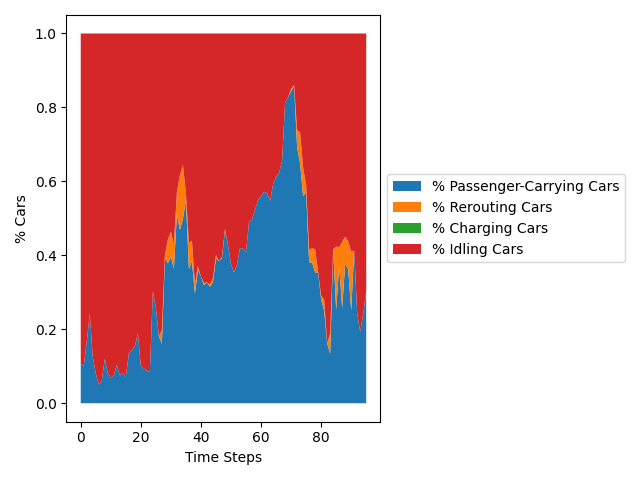 1.0
0.8
0.6
0.4
0.2
0.0
% Cars
0 20 40 60 80
Time Steps
% Passenger-Carrying Cars
% Rerouting Cars
% Charging Cars
% Idling Cars